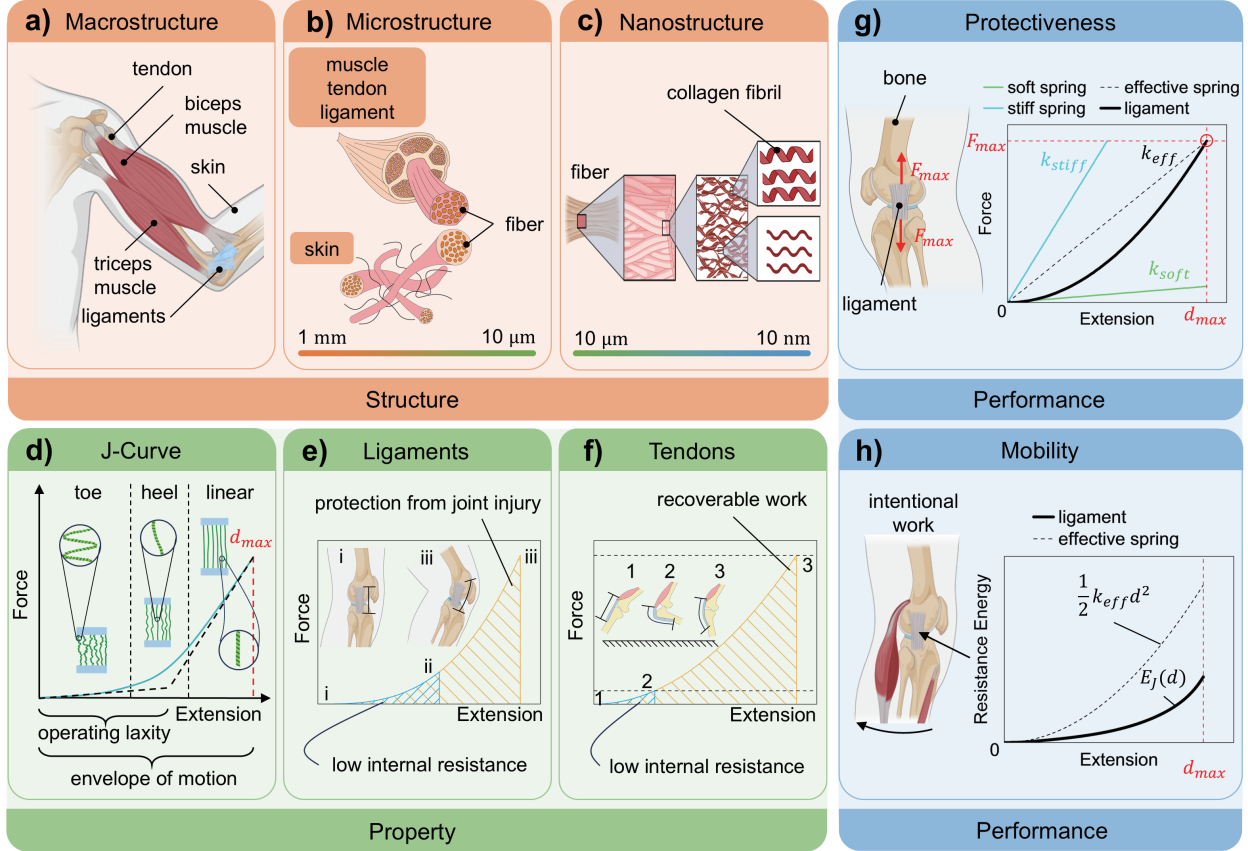 a)
Macrostructure
tendon
biceps
muscle
skin
triceps
muscle
ligaments
b)
Microstructure
muscle
tendon
ligament
fiber
skin
1 mm
10 μm
c)
Nanostructure
collagen fibril
fiber
10 μm
10 nm
Structure
g)
Protectiveness
bone
soft spring
effective spring
stiff spring
ligament
F_max
F_max
ligament
F_max
k_stiff
k_eff
k_soft
Force
0
Extension
d_max
Performance
d)
J-Curve
toe
heel
linear
d_max
Force
Extension
operating laxity
envelope of motion
e)
Ligaments
protection from joint injury
i
iii
iii
ii
i
Force
Extension
low internal resistance
f)
Tendons
recoverable work
1
2
3
3
1
2
Force
Extension
low internal resistance
Property
h)
Mobility
intentional
work
ligament
effective spring
1/2 k_eff d²
E_J(d)
Resistance Energy
0
Extension
d_max
Performance